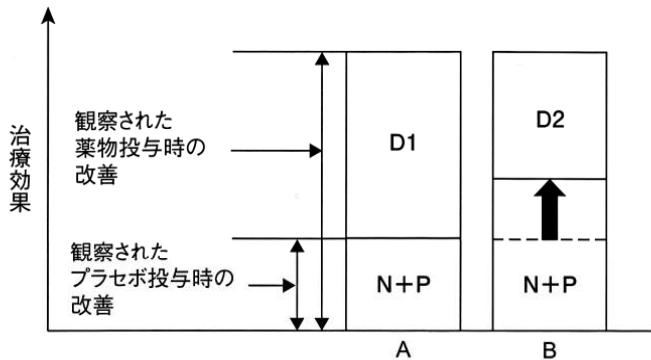 治療効果
観察された
薬物投与時の
改善
観察された
プラセボ投与時の
改善
D1
N+P
A
D2
N+P
B